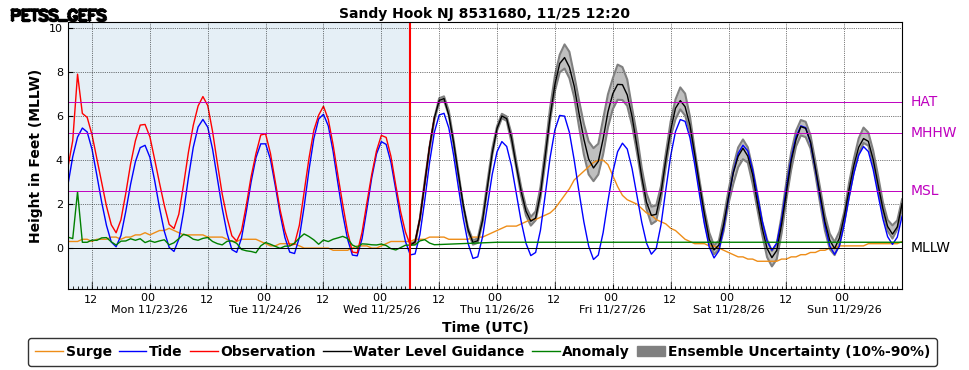 PETSS_GEFS
Sandy Hook NJ 8531680, 11/25 12:20
Height in Feet (MLLW)
10
8
6
4
2
0
HAT
MHHW
MSL
MLLW
12 00 12 00 12 00 12 00 12 00 12 00 12 00
Mon 11/23/26 Tue 11/24/26 Wed 11/25/26 Thu 11/26/26 Fri 11/27/26 Sat 11/28/26 Sun 11/29/26
Time (UTC)
Surge Tide Observation Water Level Guidance Anomaly Ensemble Uncertainty (10%-90%)